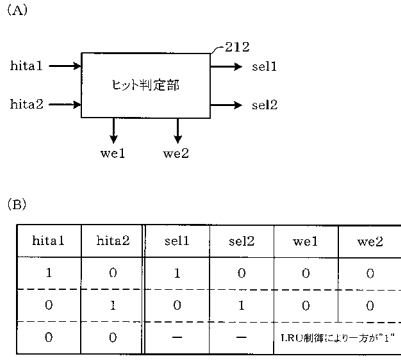 (A)
212
hita1
sel1
ヒット判定部
hita2
sel2
we1 we2
(B)
hita1 hita2 sel1 sel2 we1 we2
1 0 1 0 0 0
0 1 0 1 0 0
0 0 － － LRU制御により一方が"1"